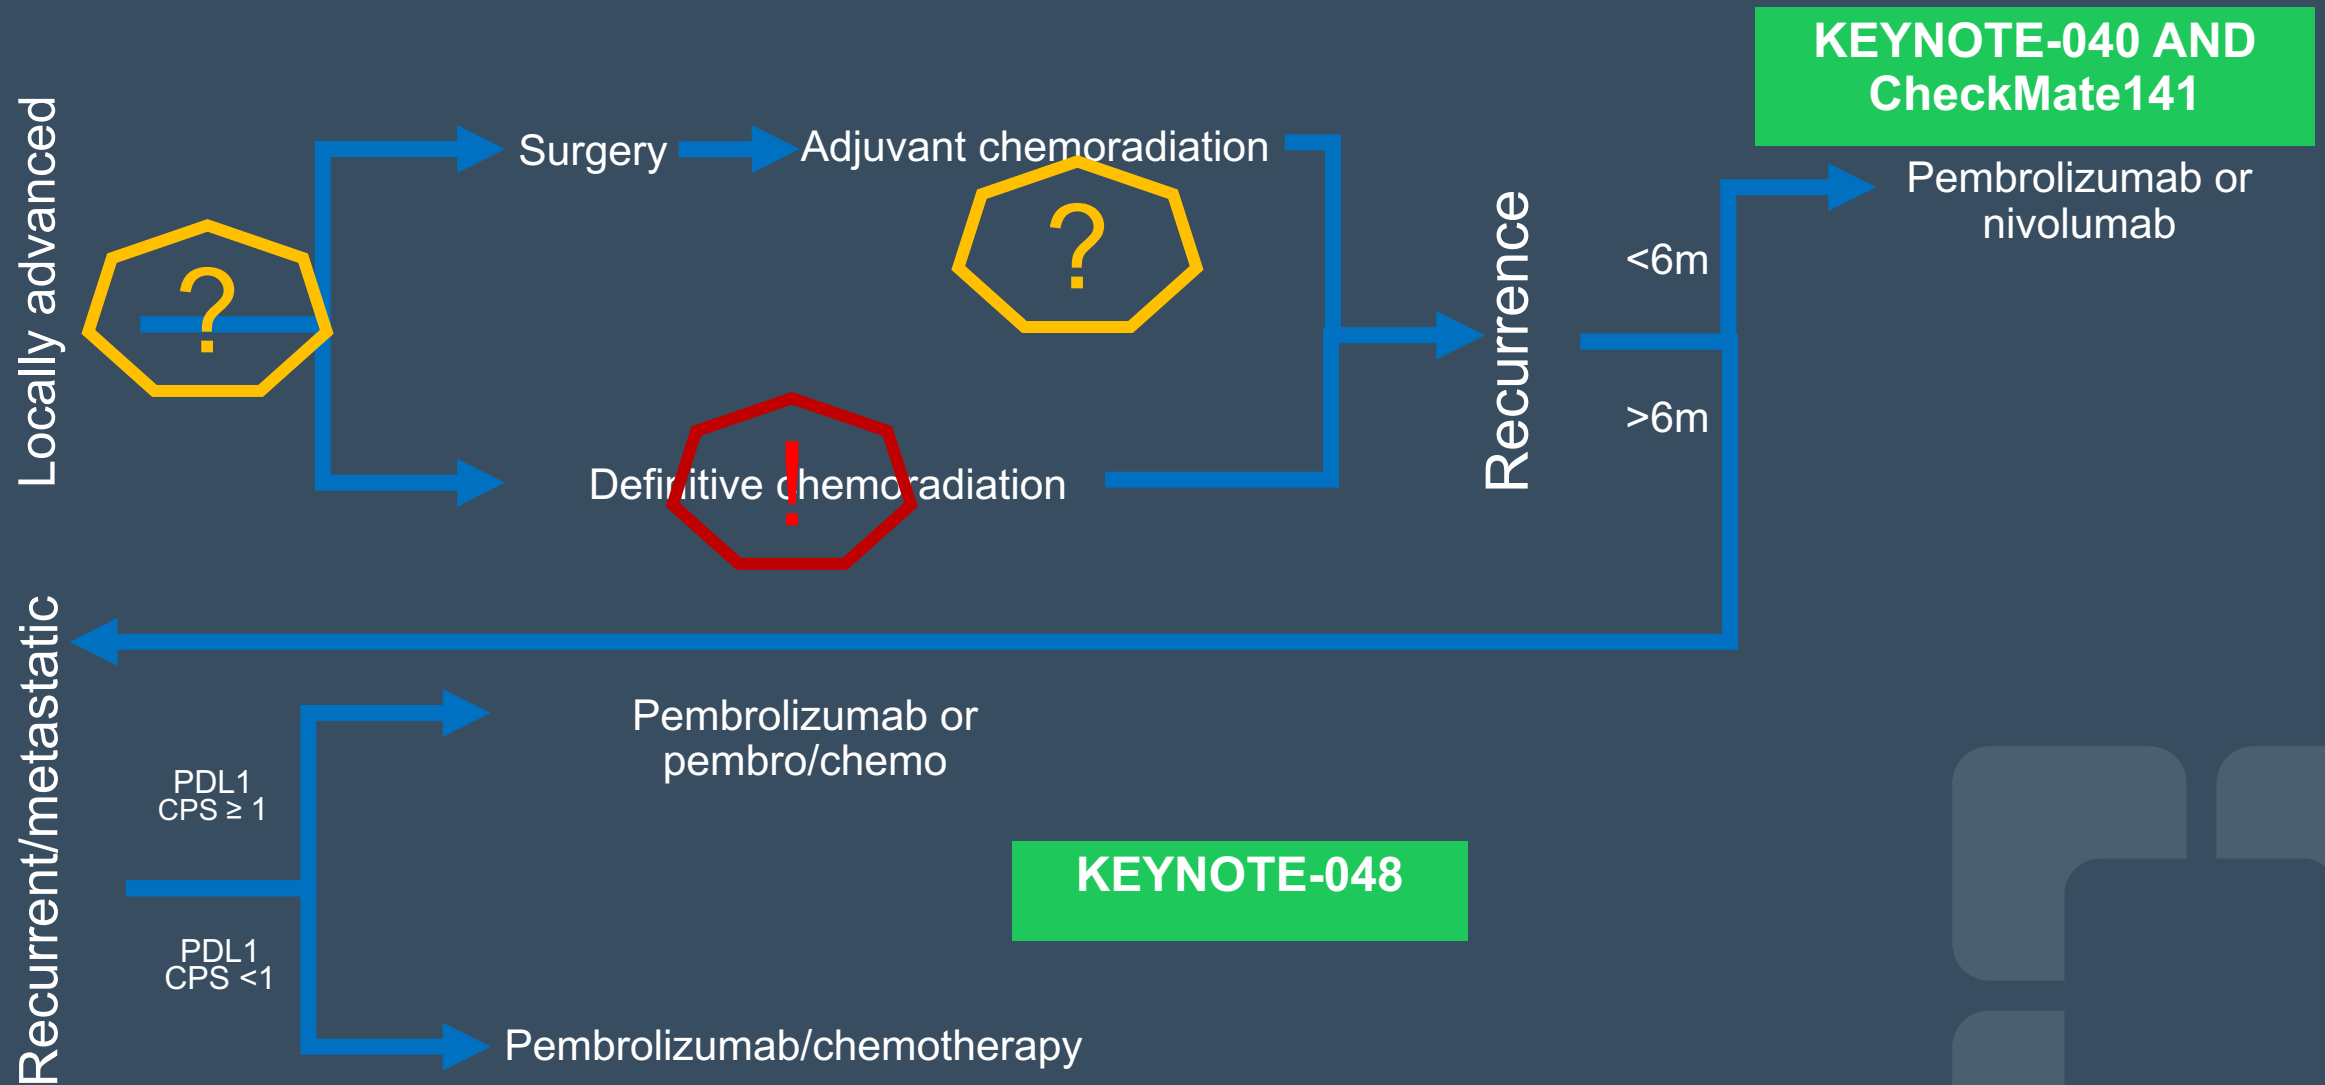 KEYNOTE-040 AND
CheckMate141
Locally advanced
Surgery
Adjuvant chemoradiation
?
?
Definitive chemoradiation
!
Recurrence
<6m
>6m
Pembrolizumab or
nivolumab
Recurrent/metastatic
PDL1
CPS ≥ 1
Pembrolizumab or
pembro/chemo
KEYNOTE-048
PDL1
CPS <1
Pembrolizumab/chemotherapy